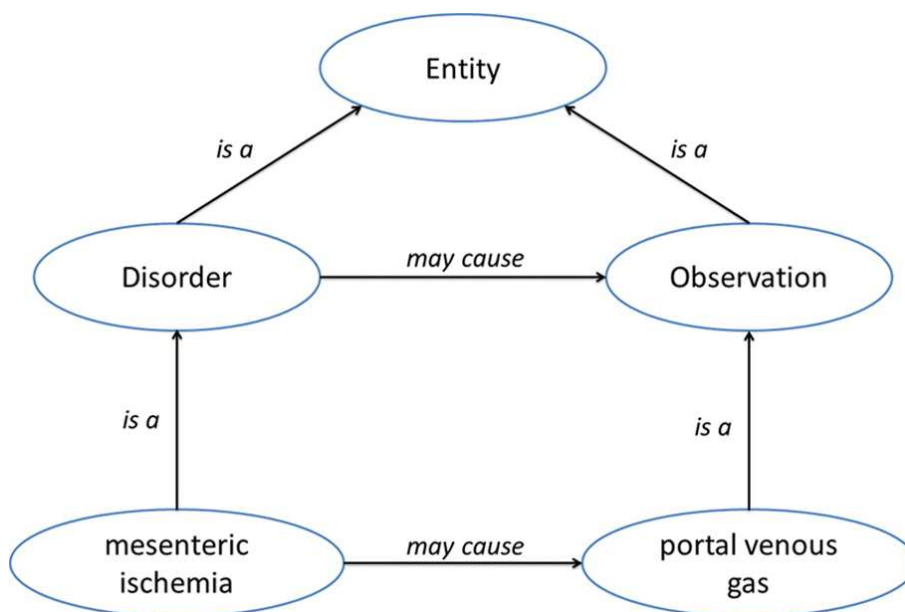 Entity
is a
is a
Disorder
may cause
Observation
is a
is a
mesenteric
ischemia
may cause
portal venous
gas